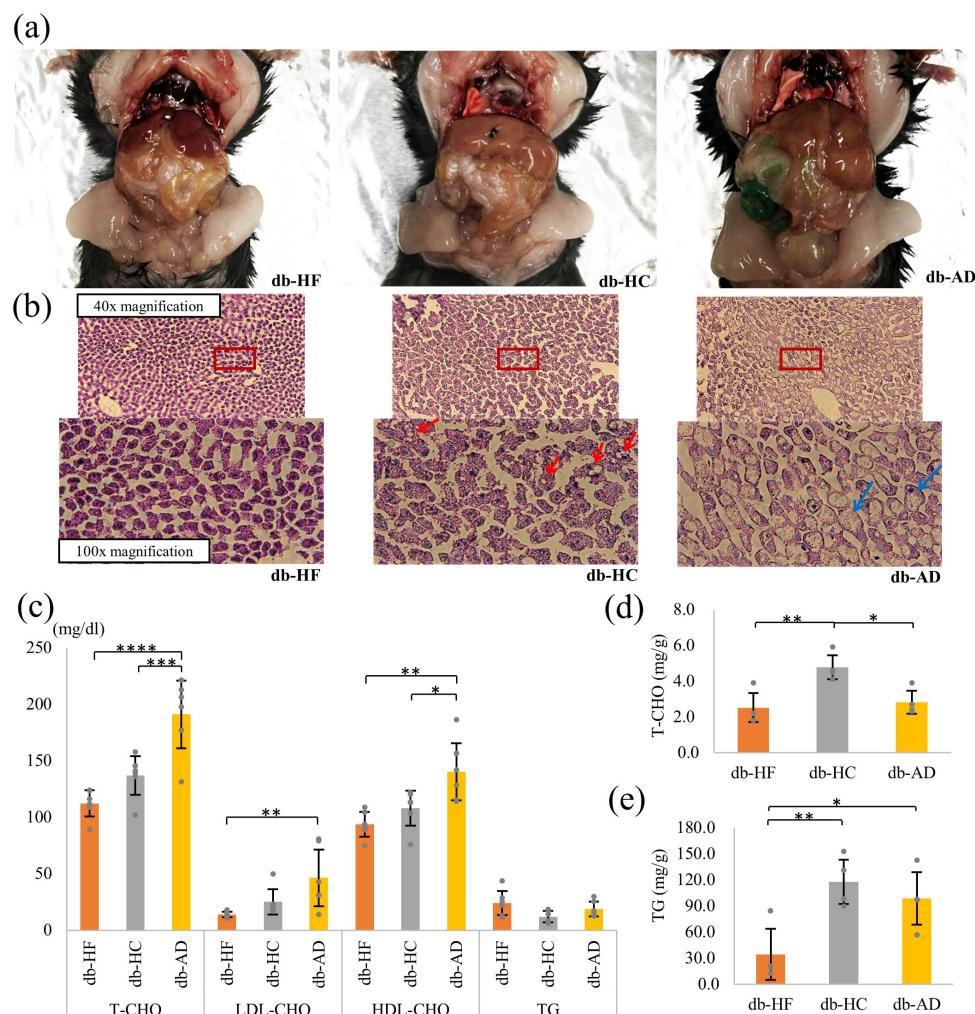 (a)
db-HF
db-HC
db-AD
(b)
40x magnification
100x magnification
db-HF
db-HC
db-AD
(c)
(mg/dl)
250
200
150
100
50
0
****
***
**
**
*
db-HF
db-HC
db-AD
db-HF
db-HC
db-AD
db-HF
db-HC
db-AD
db-HF
db-HC
db-AD
T-CHO
LDL-CHO
HDL-CHO
TG
(d)
T-CHO (mg/g)
8.0
6.0
4.0
2.0
0.0
**
*
db-HF
db-HC
db-AD
(e)
TG (mg/g)
180.0
150.0
120.0
90.0
60.0
30.0
0.0
*
**
db-HF
db-HC
db-AD